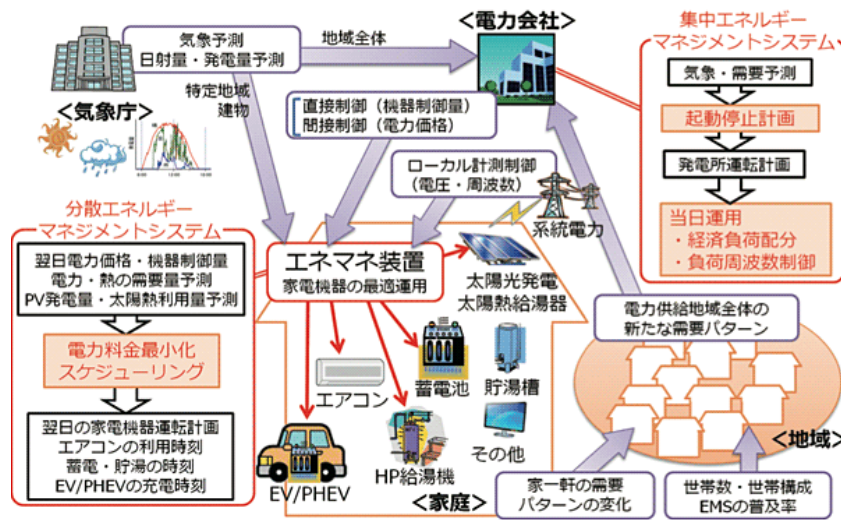 気象予測
日射量・発電量予測
地域全体
<電力会社>
集中エネルギー
マネジメントシステム
気象・需要予測
起動停止計画
発電所運転計画
当日運用
・経済負荷配分
・負荷周波数制御
<気象庁>
特定地域
建物
直接制御（機器制御量）
間接制御（電力価格）
ローカル計測制御
（電圧・周波数）
系統電力
分散エネルギー
マネジメントシステム
翌日電力価格・機器制御量
電力・熱の需要量予測
PV発電量・太陽熱利用量予測
電力料金最小化
スケジューリング
翌日の家電機器運転計画
エアコンの利用時刻
蓄電・貯湯の時刻
EV/PHEVの充電時刻
エネマネ装置
家電機器の最適運用
太陽光発電
太陽熱給湯器
エアコン
蓄電池
貯湯槽
EV/PHEV
HP給湯機
その他
<家庭>
電力供給地域全体の
新たな需要パターン
<地域>
家一軒の需要
パターンの変化
世帯数・世帯構成
EMSの普及率